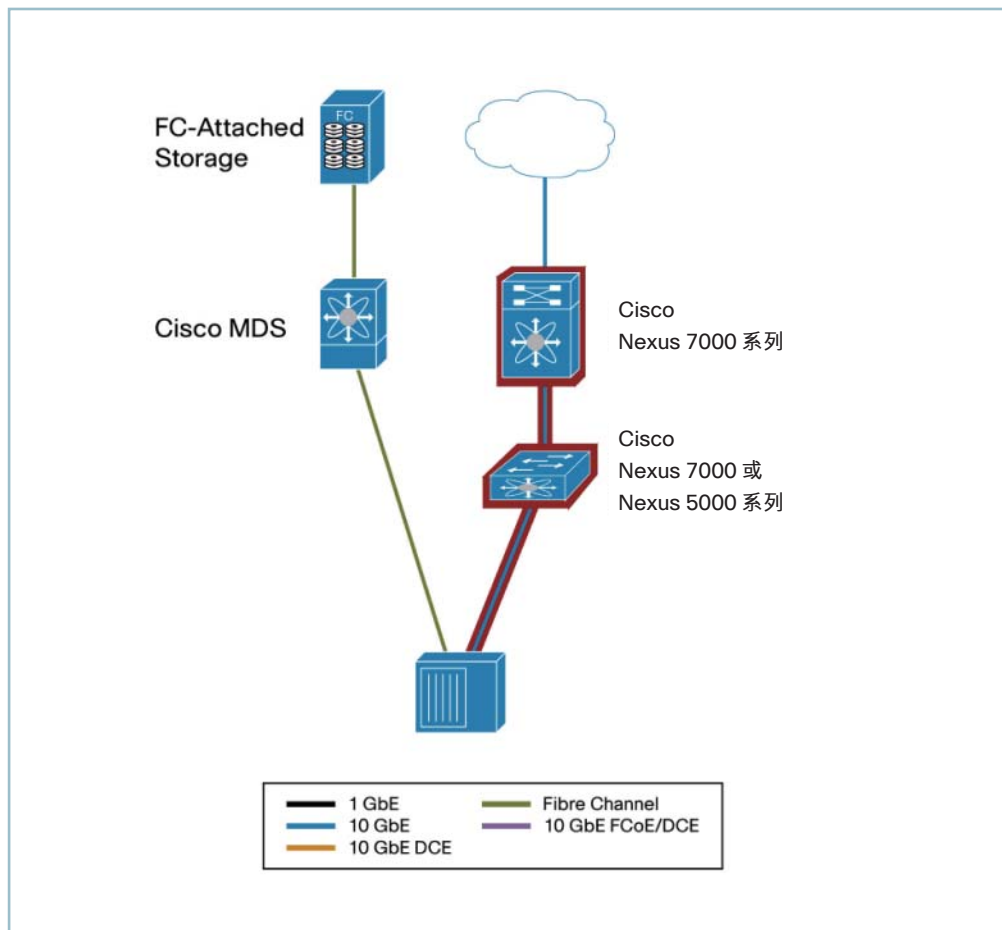 FC
FC-Attached
Storage
Cisco MDS
Cisco
Nexus 7000 系列
Cisco
Nexus 7000 或
Nexus 5000 系列
1 GbE
10 GbE
10 GbE DCE
Fibre Channel
10 GbE FCoE/DCE